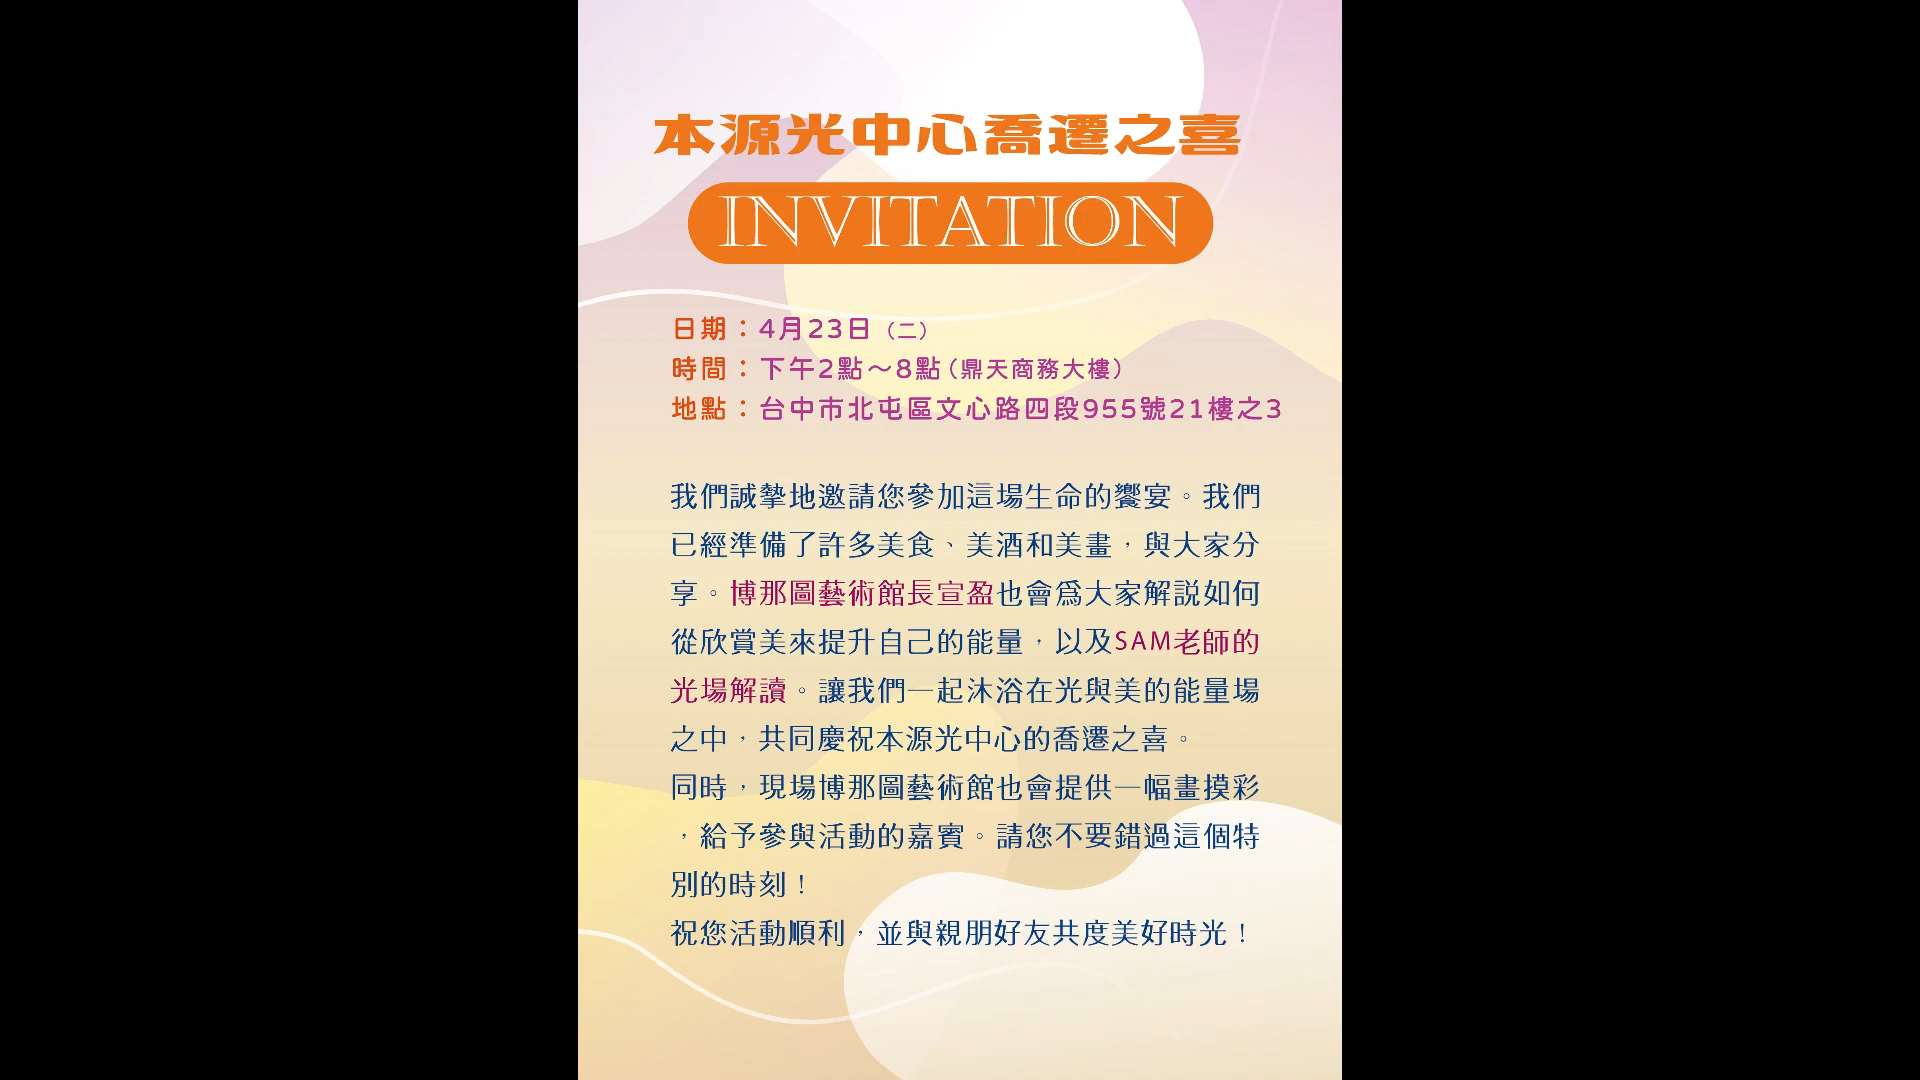 本源光中心喬遷之喜
INVITATION
日期：4月23日（二）
時間：下午2點～8點（鼎天商務大樓）
地點：台中市北屯區文心路四段955號21樓之3
我們誠摯地邀請您參加這場生命的饗宴。我們
已經準備了許多美食、美酒和美畫，與大家分
享。博那圖藝術館長宣盈也會為大家解説如何
從欣賞美來提升自己的能量，以及SAM老師的
光場解讀。讓我們一起沐浴在光與美的能量場
之中，共同慶祝本源光中心的喬遷之喜。
同時，現場博那圖藝術館也會提供一幅畫摸彩
，給予參與活動的嘉賓。請您不要錯過這個特
別的時刻！
祝您活動順利，並與親朋好友共度美好時光！